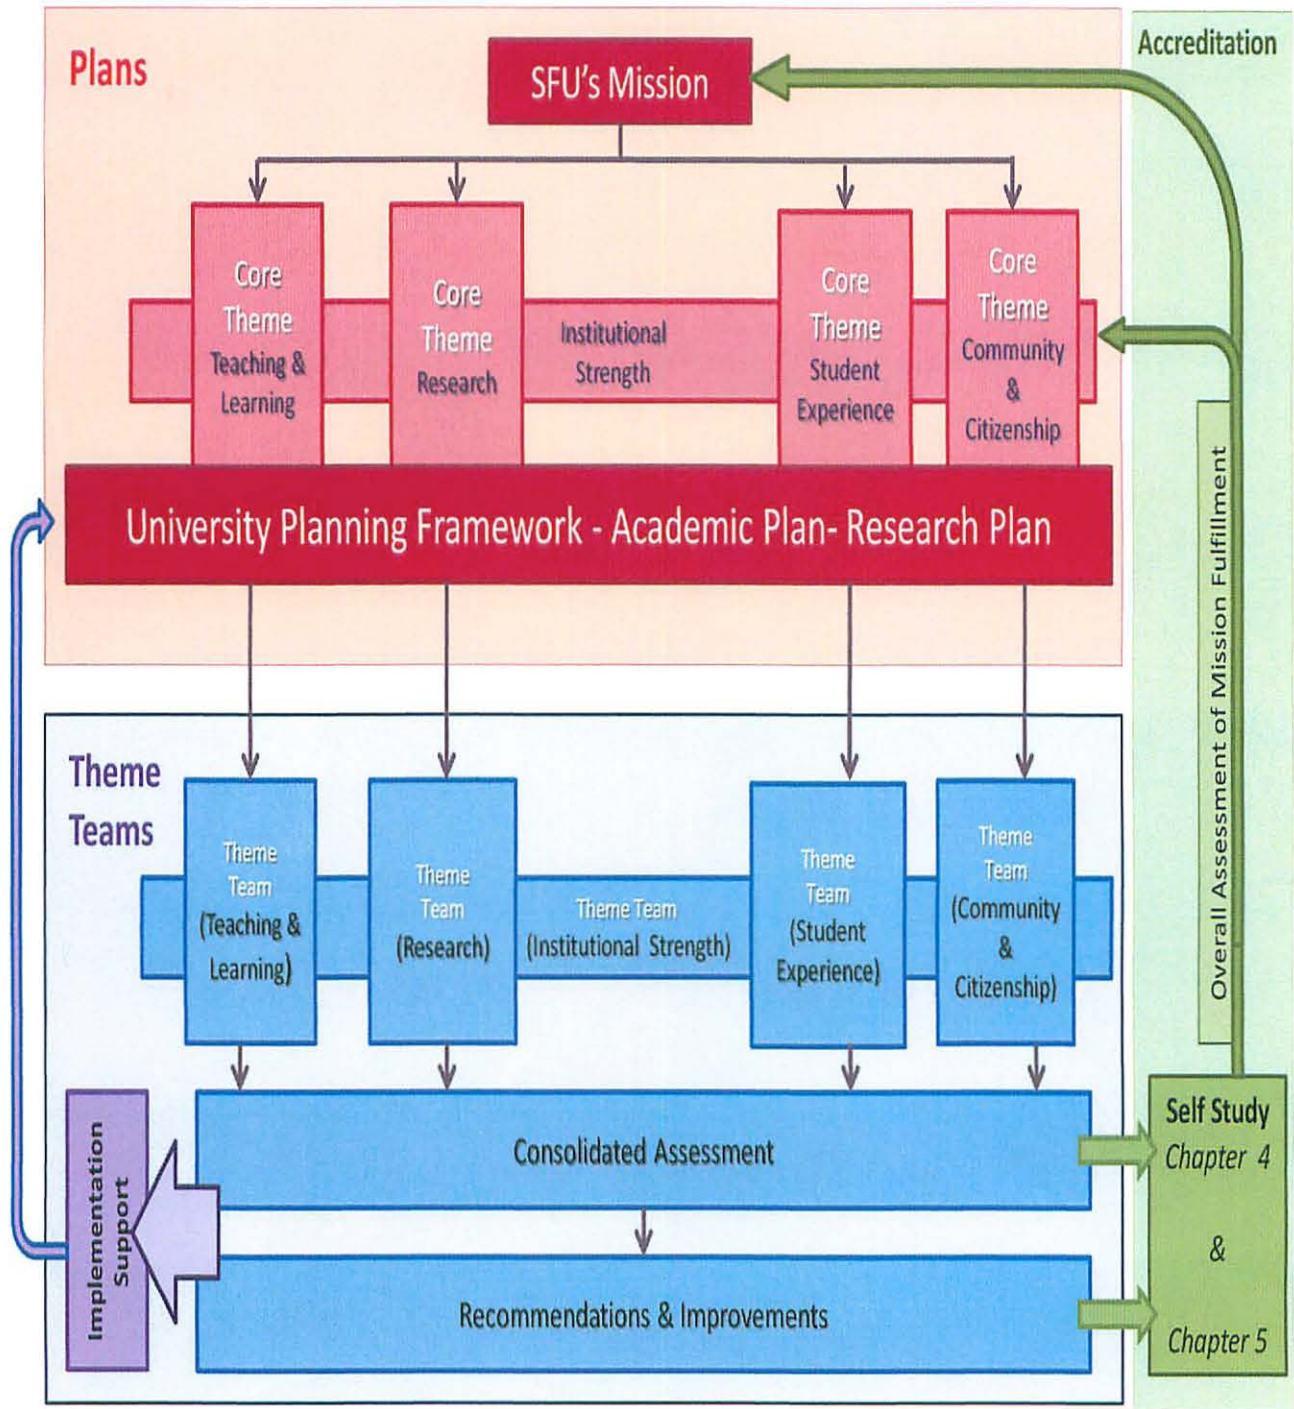 Plans
Accreditation
SFU's Mission
Core
Theme
Teaching &
Learning
Core
Theme
Research
Institutional
Strength
Core
Theme
Student
Experience
Core
Theme
Community
&
Citizenship
University Planning Framework - Academic Plan- Research Plan
Overall Assessment of Mission Fulfillment
Theme
Teams
Theme
Team
(Teaching &
Learning)
Theme
Team
(Research)
Theme Team
(Institutional Strength)
Theme
Team
(Student
Experience)
Theme
Team
(Community
&
Citizenship)
Implementation
Support
Consolidated Assessment
Recommendations & Improvements
Self Study
Chapter 4
&
Chapter 5